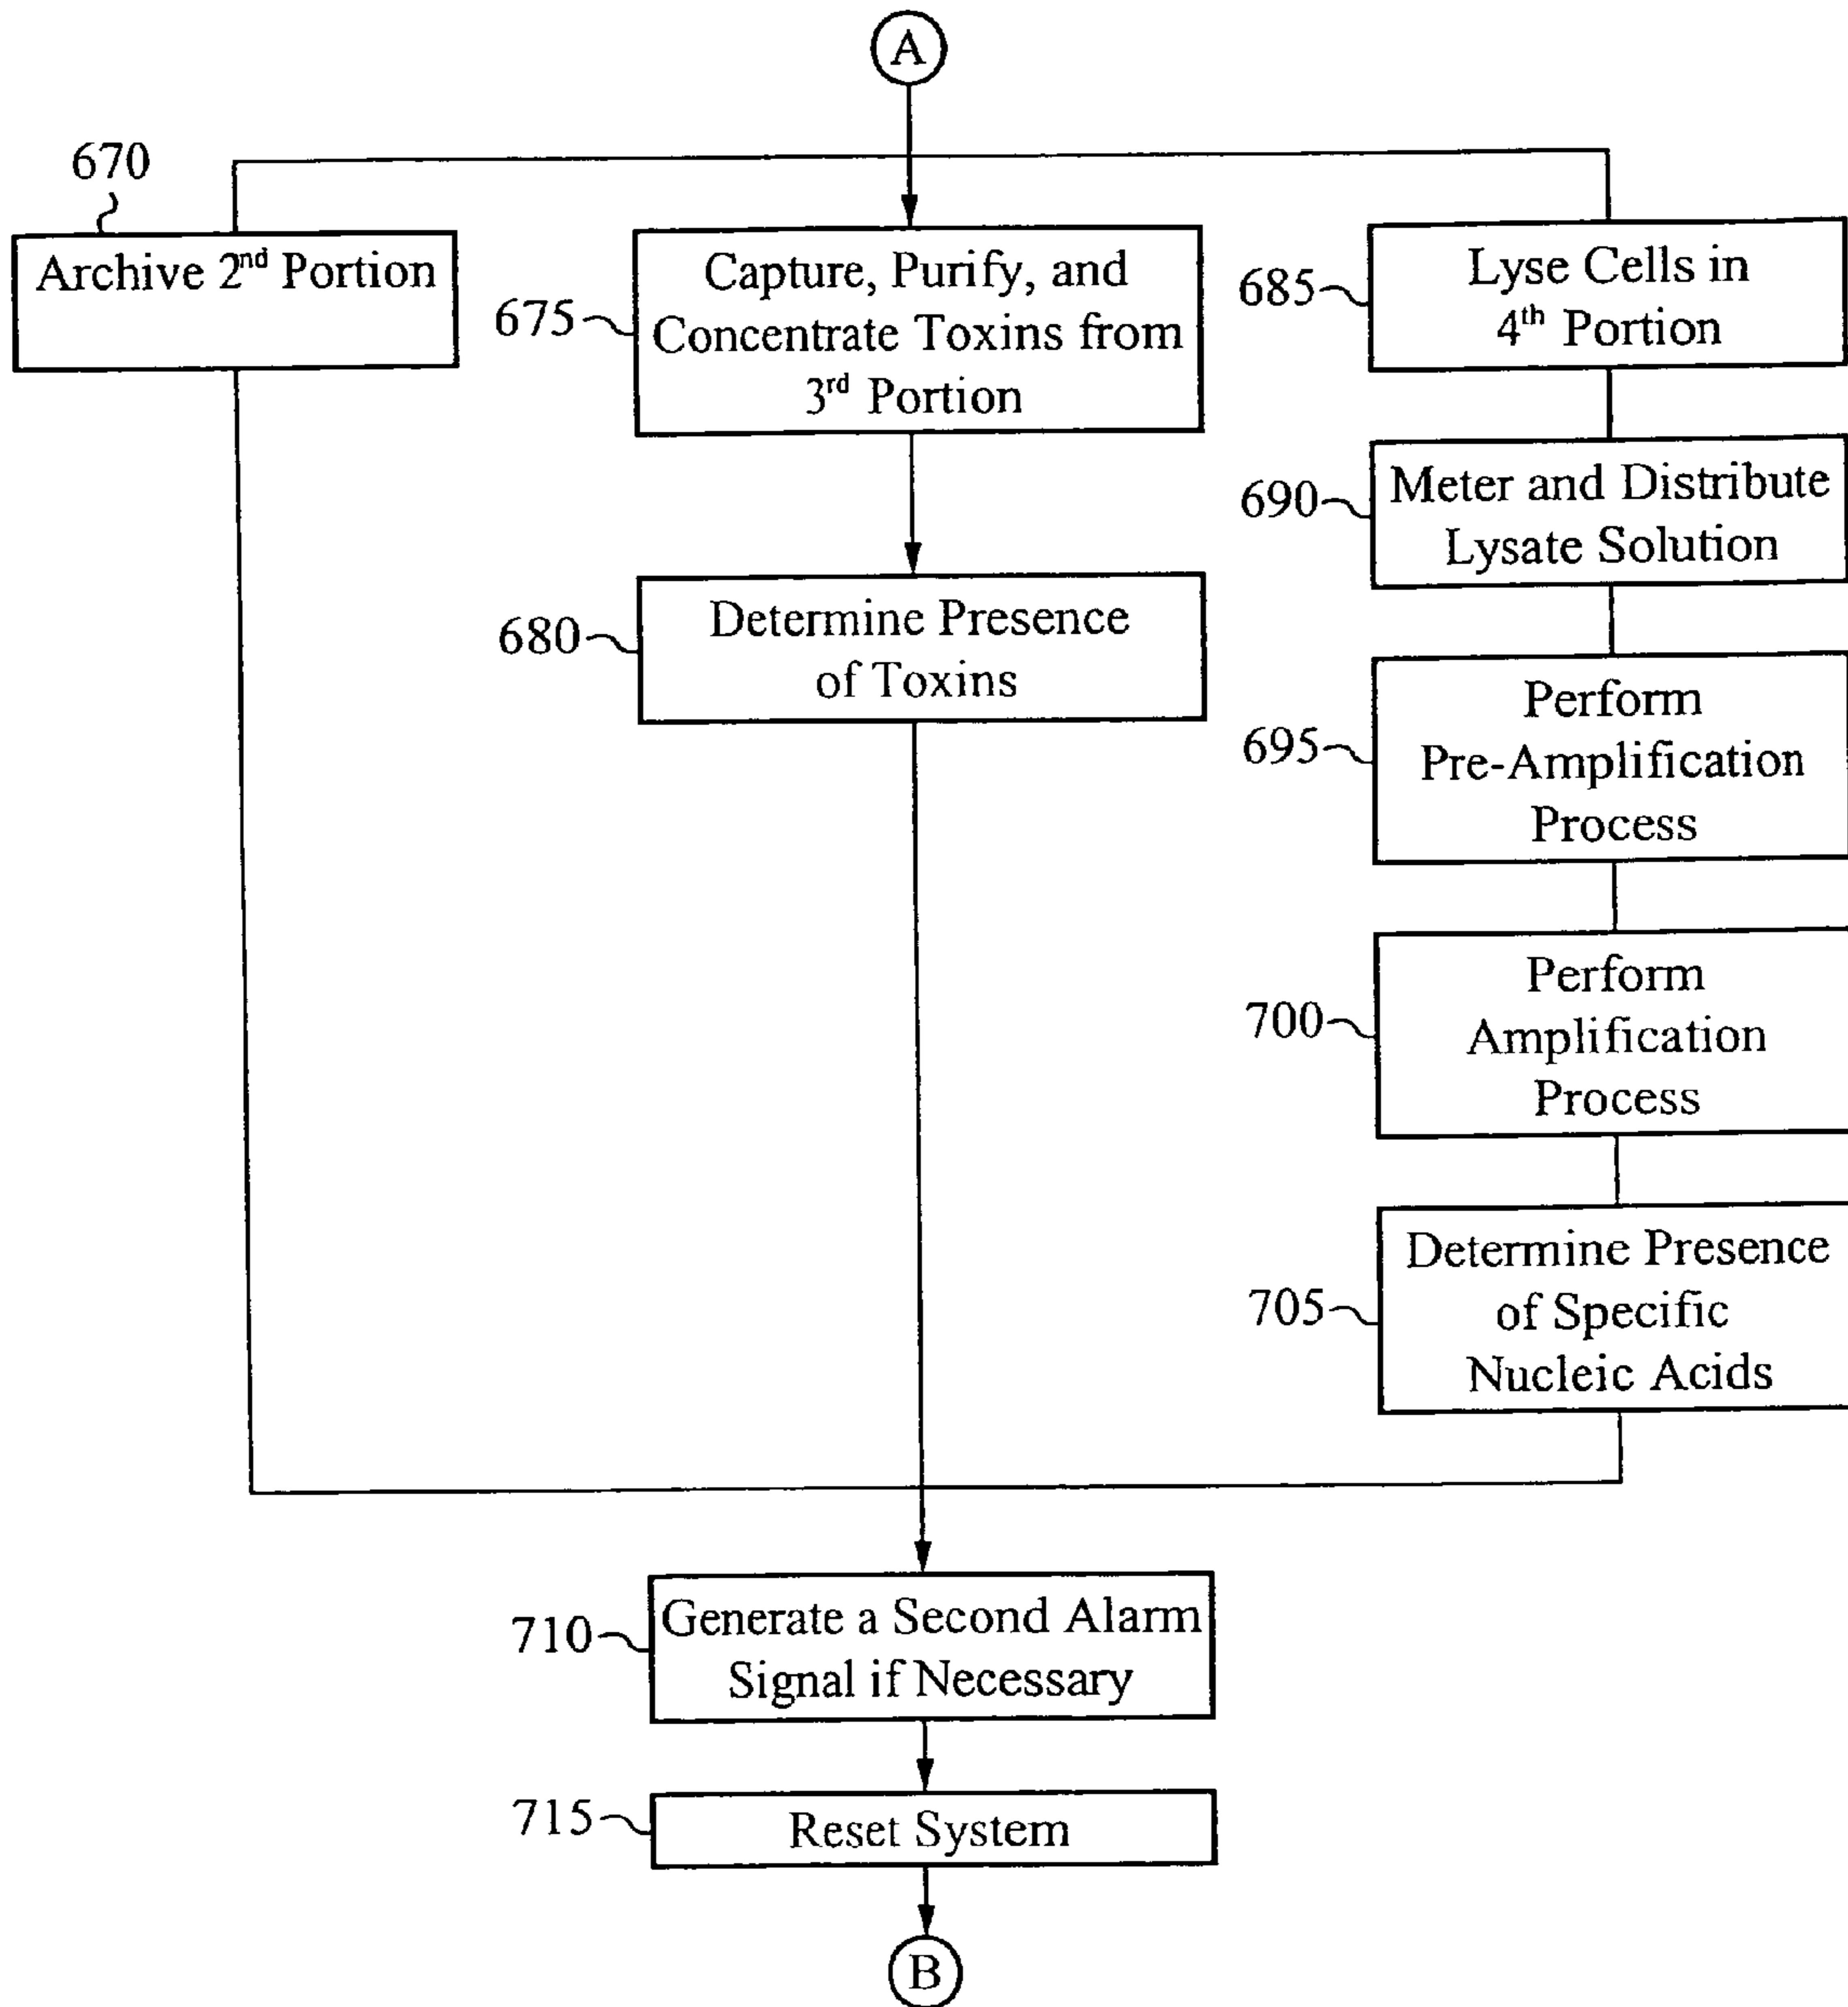 A
670
Archive 2nd Portion
675
Capture, Purify, and
Concentrate Toxins from
3rd Portion
680
Determine Presence
of Toxins
685
Lyse Cells in
4th Portion
690
Meter and Distribute
Lysate Solution
695
Perform
Pre-Amplification
Process
700
Perform
Amplification
Process
705
Determine Presence
of Specific
Nucleic Acids
710
Generate a Second Alarm
Signal if Necessary
715
Reset System
B